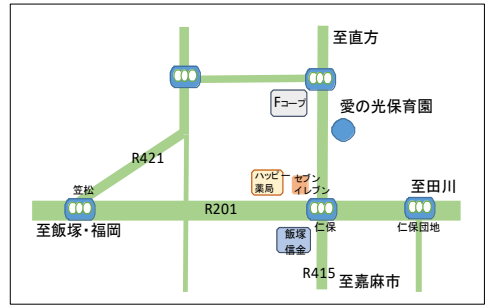 至直方
Fコープ
愛の光保育園
R421
ハッピー
薬局
セブン
イレブン
笠松
至田川
R201
至飯塚・福岡
仁保
仁保団地
飯塚
信金
R415
至嘉麻市